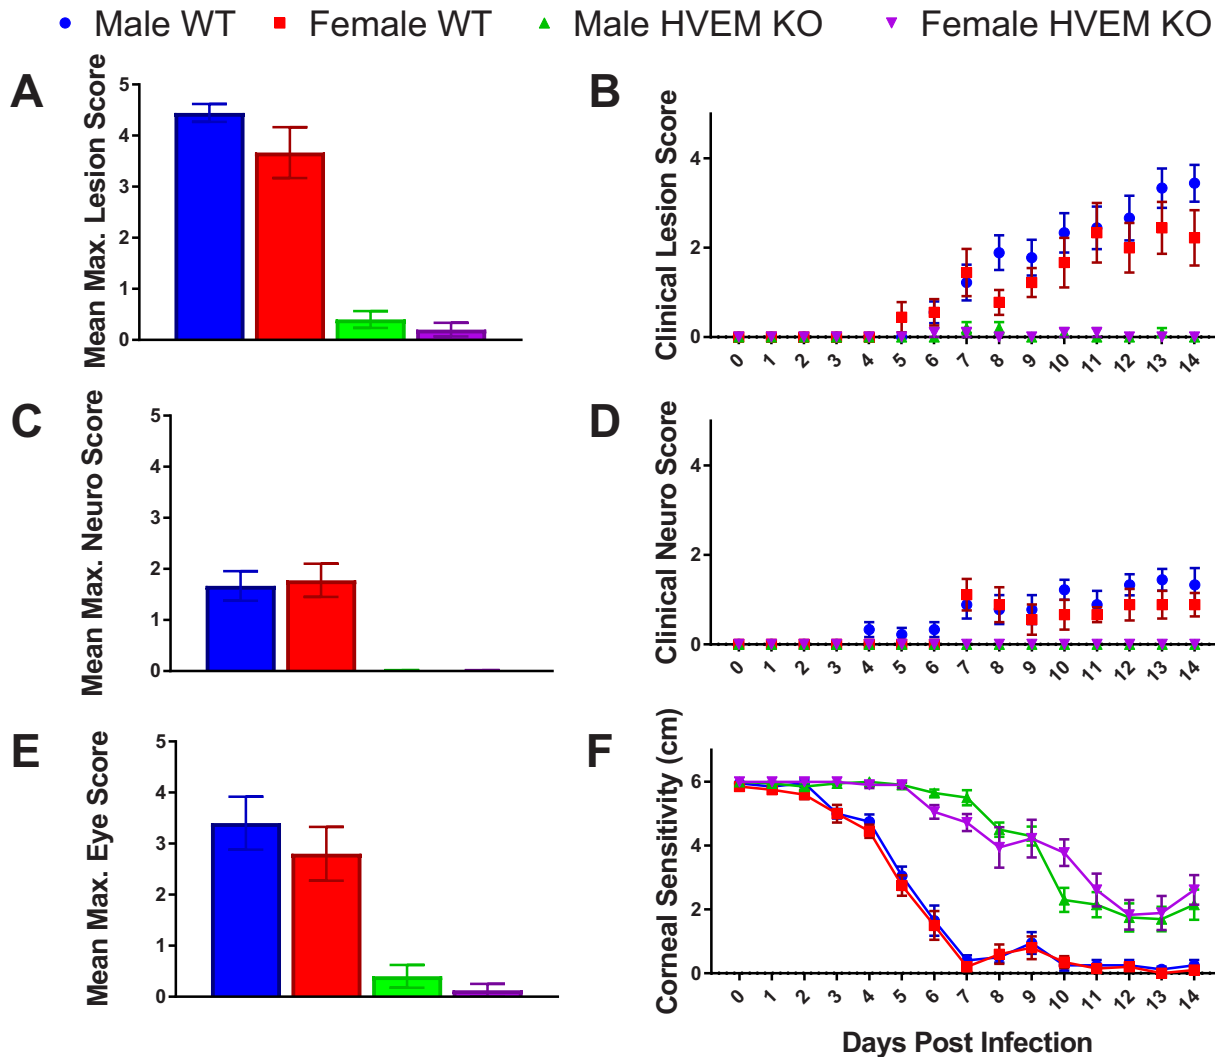 Male WT Female WT Male HVEM KO Female HVEM KO
A
Mean Max. Lesion Score
5
4
3
2
1
0
B
Clinical Lesion Score
4
2
0
0 1 2 3 4 5 6 7 8 9 10 11 12 13 14
C
Mean Max. Neuro Score
5
4
3
2
1
0
D
Clinical Neuro Score
4
2
0
0 1 2 3 4 5 6 7 8 9 10 11 12 13 14
E
Mean Max. Eye Score
5
4
3
2
1
0
F
Corneal Sensitivity (cm)
6
4
2
0
0 1 2 3 4 5 6 7 8 9 10 11 12 13 14
Days Post Infection